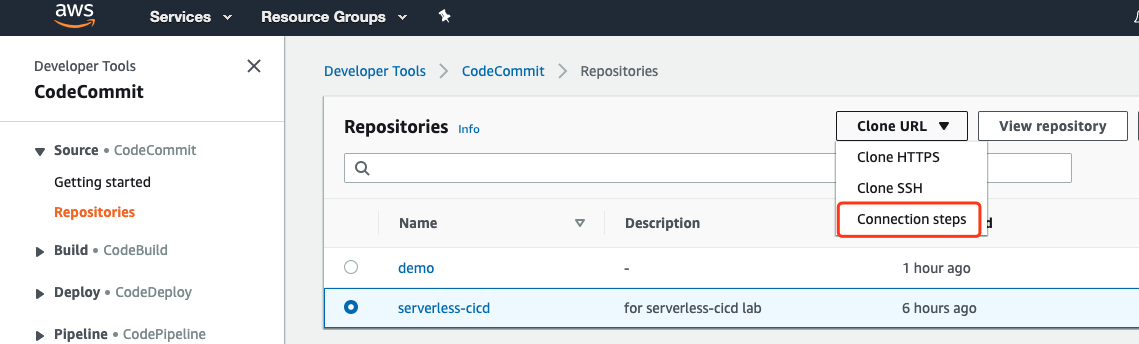 aws Services Resource Groups
Developer Tools
CodeCommit
Source • CodeCommit
Getting started
Repositories
Build • CodeBuild
Deploy • CodeDeploy
Pipeline • CodePipeline
Developer Tools CodeCommit Repositories
Repositories Info Clone URL View repository
Clone HTTPS
Clone SSH
Connection steps
Name Description
demo - 1 hour ago
serverless-cicd for serverless-cicd lab 6 hours ago